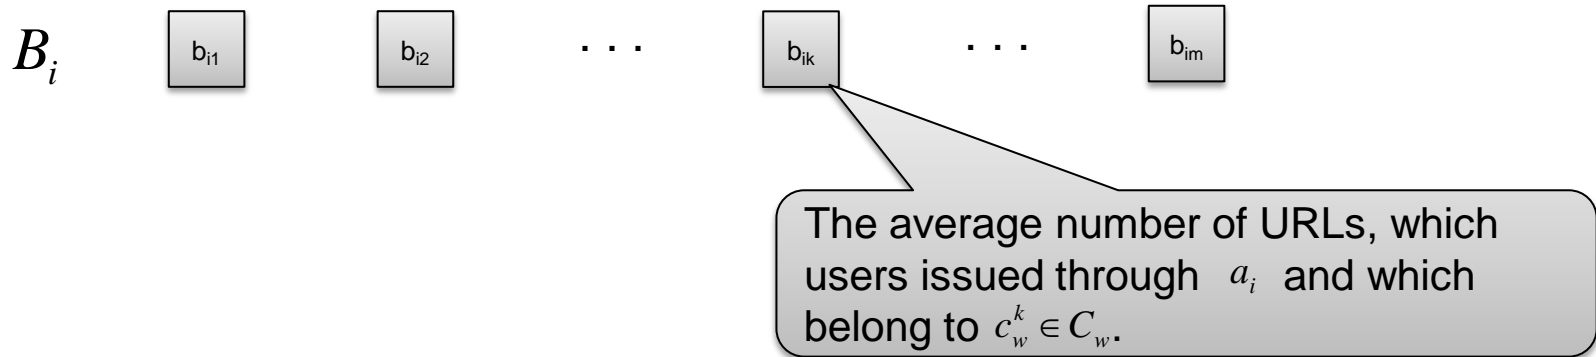 B_i b_i1 b_i2 . . . b_ik . . . b_im
The average number of URLs, which
users issued through a_i and which
belong to c_w^k ∈ C_w.